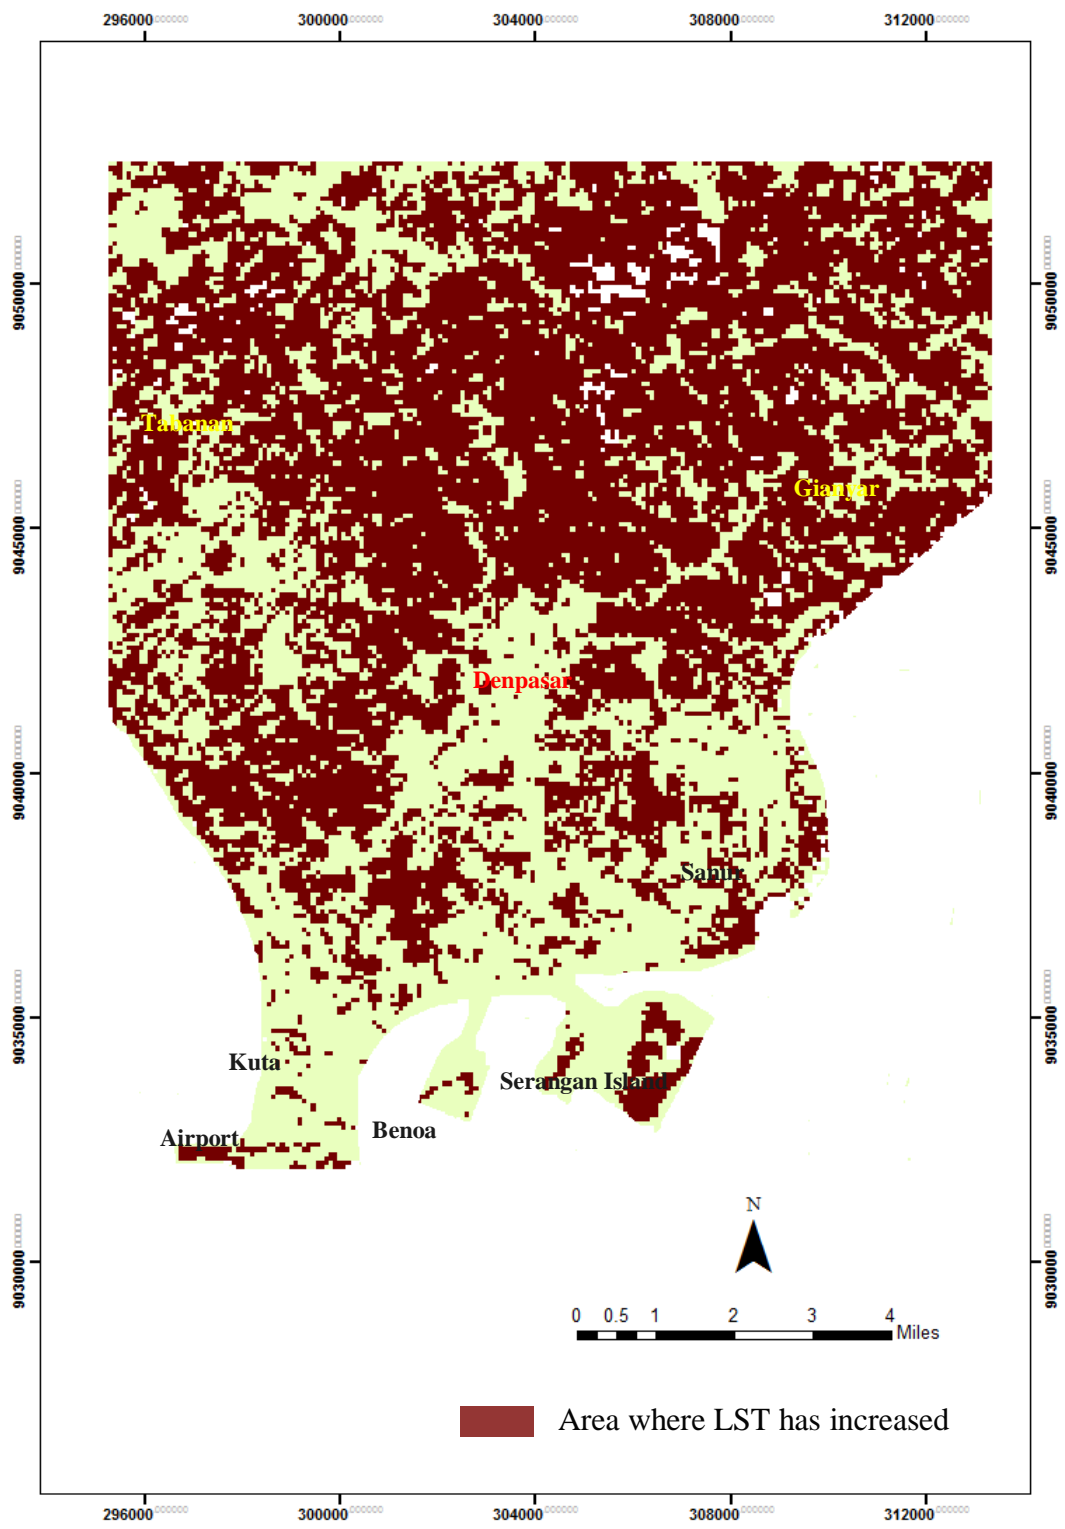 296000 300000 304000 308000 312000
9050000 9050000
Tabanan
Gianyar
9045000 9045000
Denpasar
9040000 9040000
Sanur
9035000 9035000
Kuta
Serangan Island
Benoa
Airport
N
9030000 9030000
0 0.5 1 2 3 4
Miles
Area where LST has increased
296000 300000 304000 308000 312000